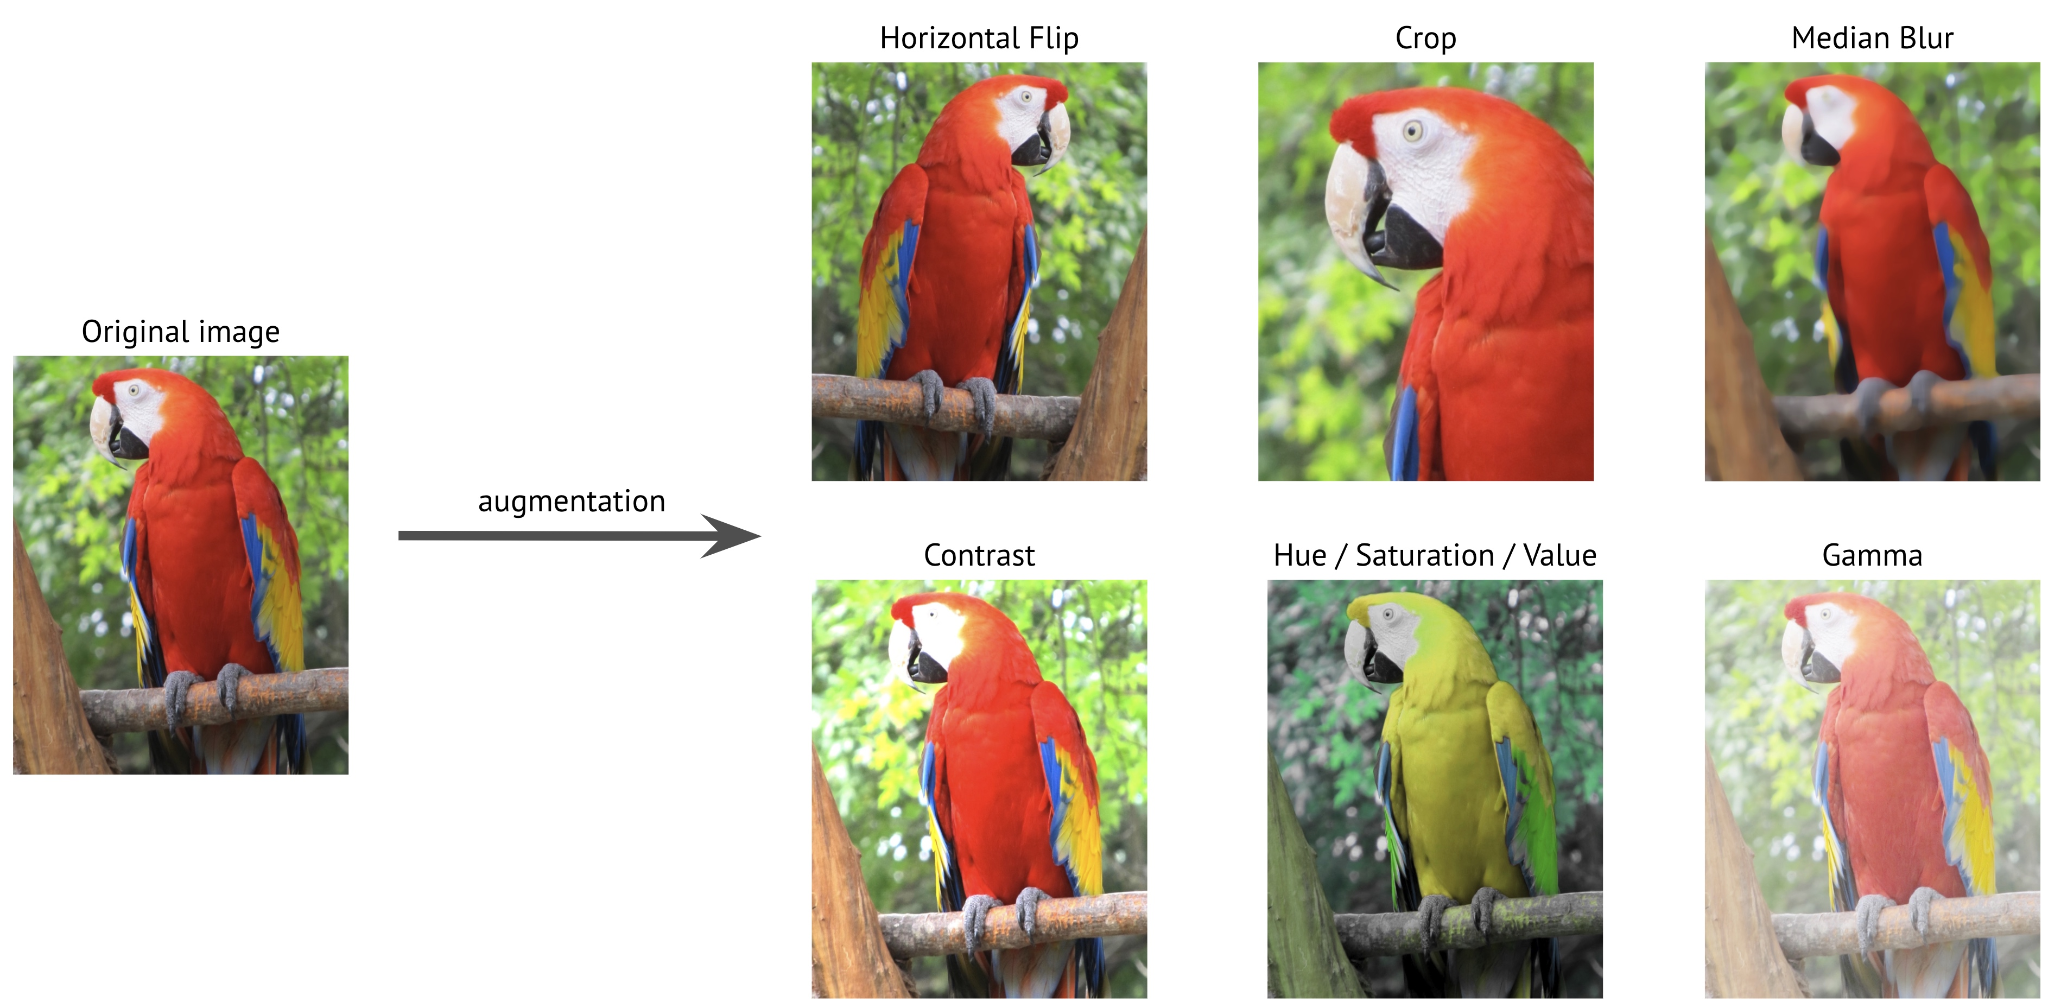 Original image
augmentation
Horizontal Flip
Crop
Median Blur
Contrast
Hue / Saturation / Value
Gamma